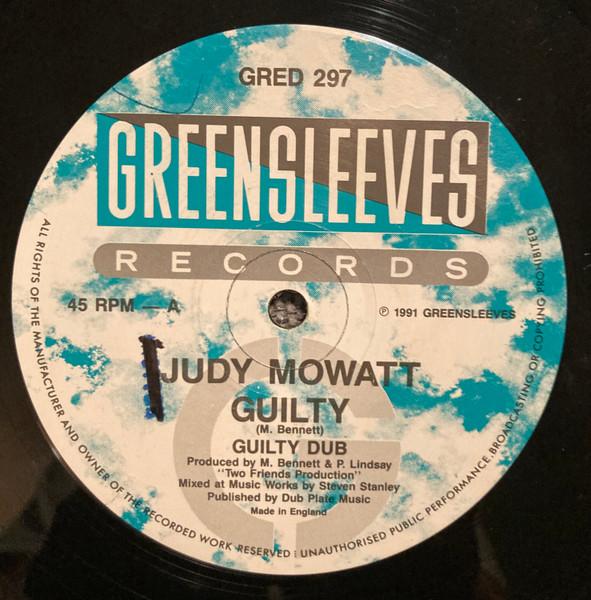 GRED 297
GREENSLEEVES
RECORDS
45 RPM — A
℗ 1991 GREENSLEEVES
JUDY MOWATT
GUILTY
(M. Bennett)
GUILTY DUB
Produced by M. Bennett & P. Lindsay
"Two Friends Production"
Mixed at Music Works by Steven Stanley
Published by Dub Plate Music
Made in England
ALL RIGHTS OF THE MANUFACTURER AND OWNER OF THE RECORDED WORK RESERVED : UNAUTHORISED PUBLIC PERFORMANCE, BROADCASTING OR COPYING PROHIBITED